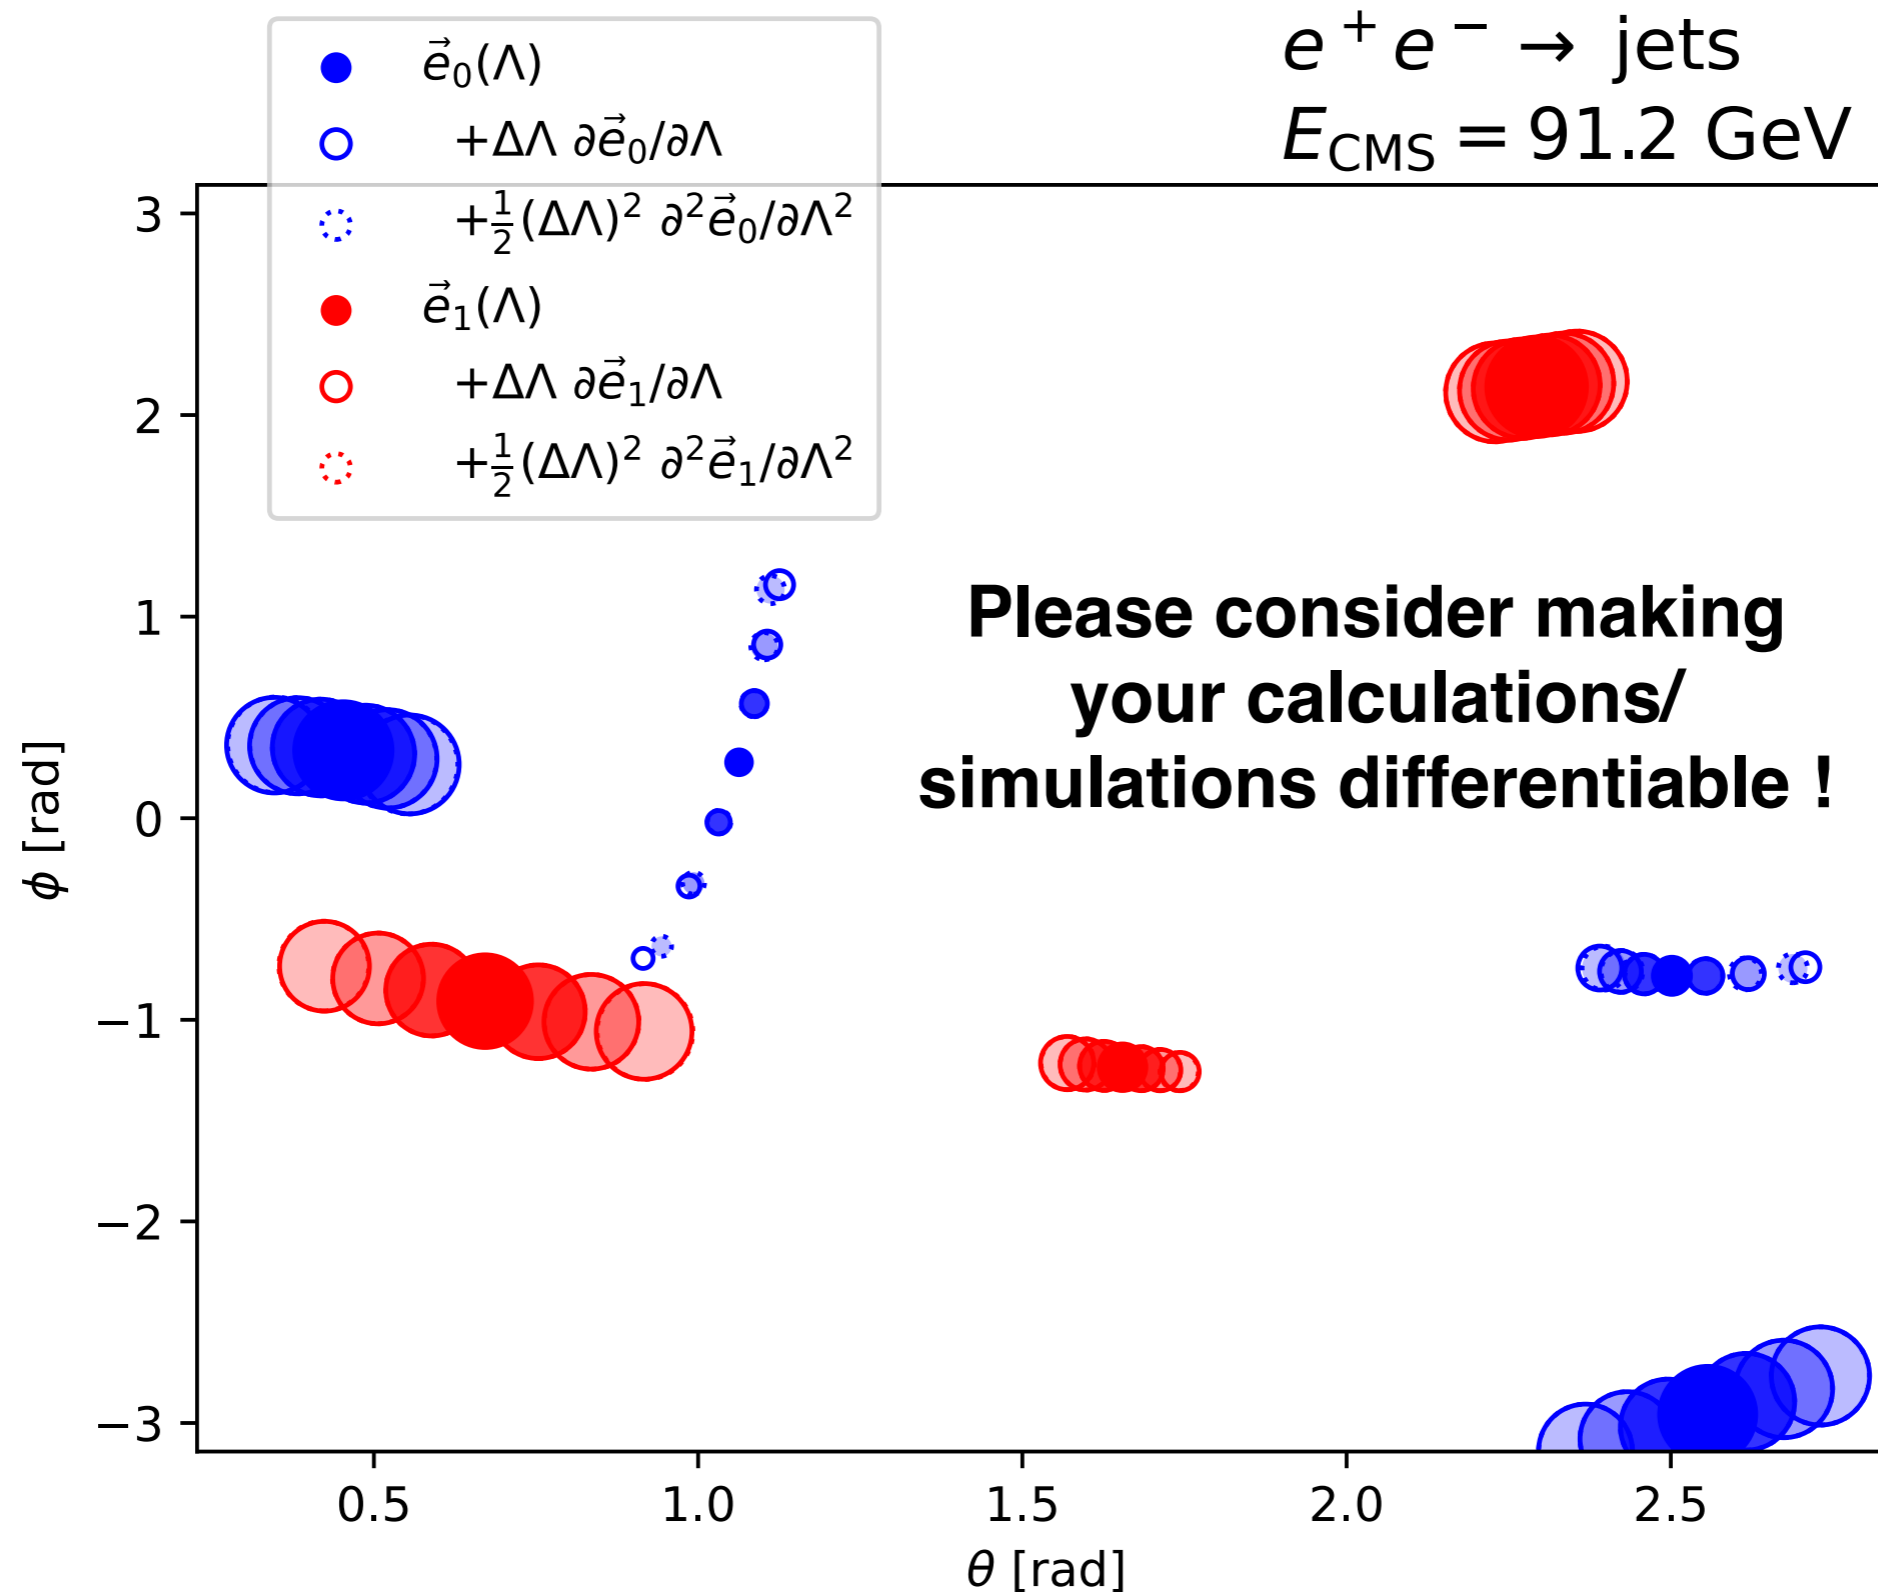 e⃗₀(Λ)
+ΔΛ ∂e⃗₀/∂Λ
+½(ΔΛ)² ∂²e⃗₀/∂Λ²
e⃗₁(Λ)
+ΔΛ ∂e⃗₁/∂Λ
+½(ΔΛ)² ∂²e⃗₁/∂Λ²
e⁺e⁻ → jets
E_CMS = 91.2 GeV
3
2
1
0
−1
−2
−3
ϕ [rad]
Please consider making
your calculations/
simulations differentiable !
0.5 1.0 1.5 2.0 2.5
θ [rad]